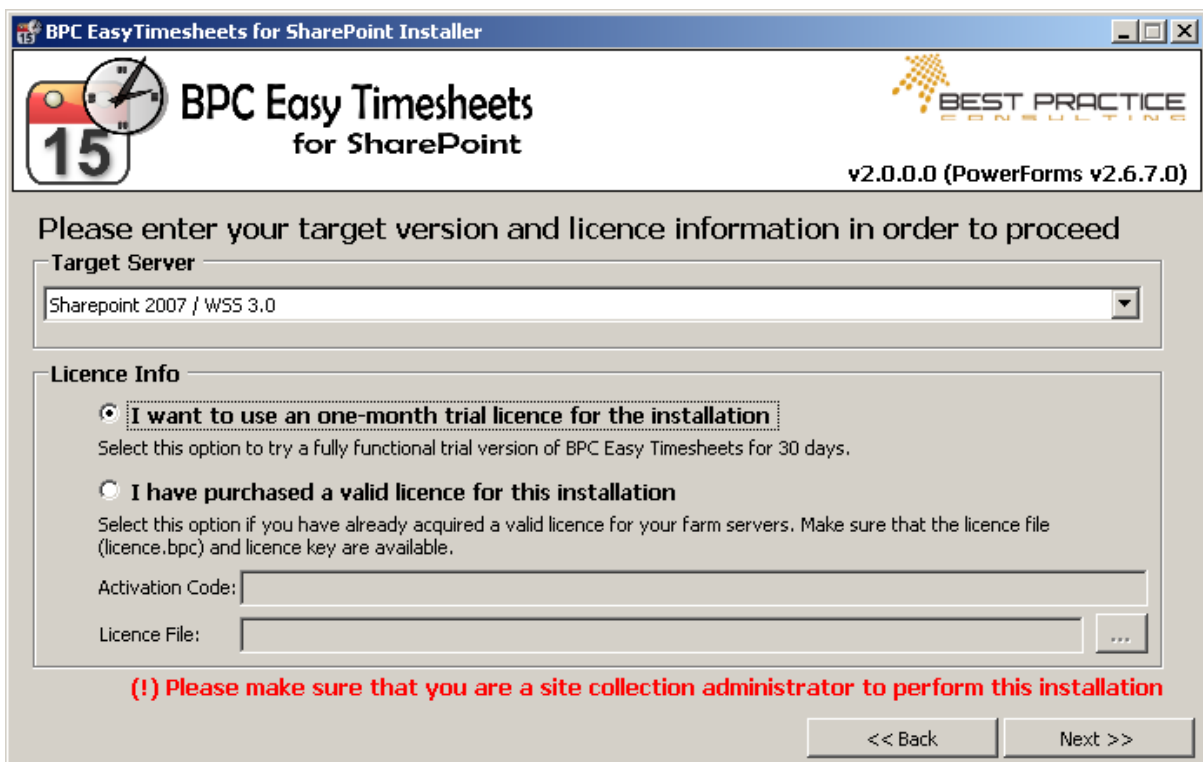 BPC EasyTimesheets for SharePoint Installer
15
BPC Easy Timesheets
for SharePoint
BEST PRACTICE
CONSULTING
v2.0.0.0 (PowerForms v2.6.7.0)
Please enter your target version and licence information in order to proceed
Target Server
Sharepoint 2007 / WSS 3.0
Licence Info
I want to use an one-month trial licence for the installation
Select this option to try a fully functional trial version of BPC Easy Timesheets for 30 days.
I have purchased a valid licence for this installation
Select this option if you have already acquired a valid licence for your farm servers. Make sure that the licence file
(licence.bpc) and licence key are available.
Activation Code:
Licence File:
...
(!) Please make sure that you are a site collection administrator to perform this installation
<< Back
Next >>